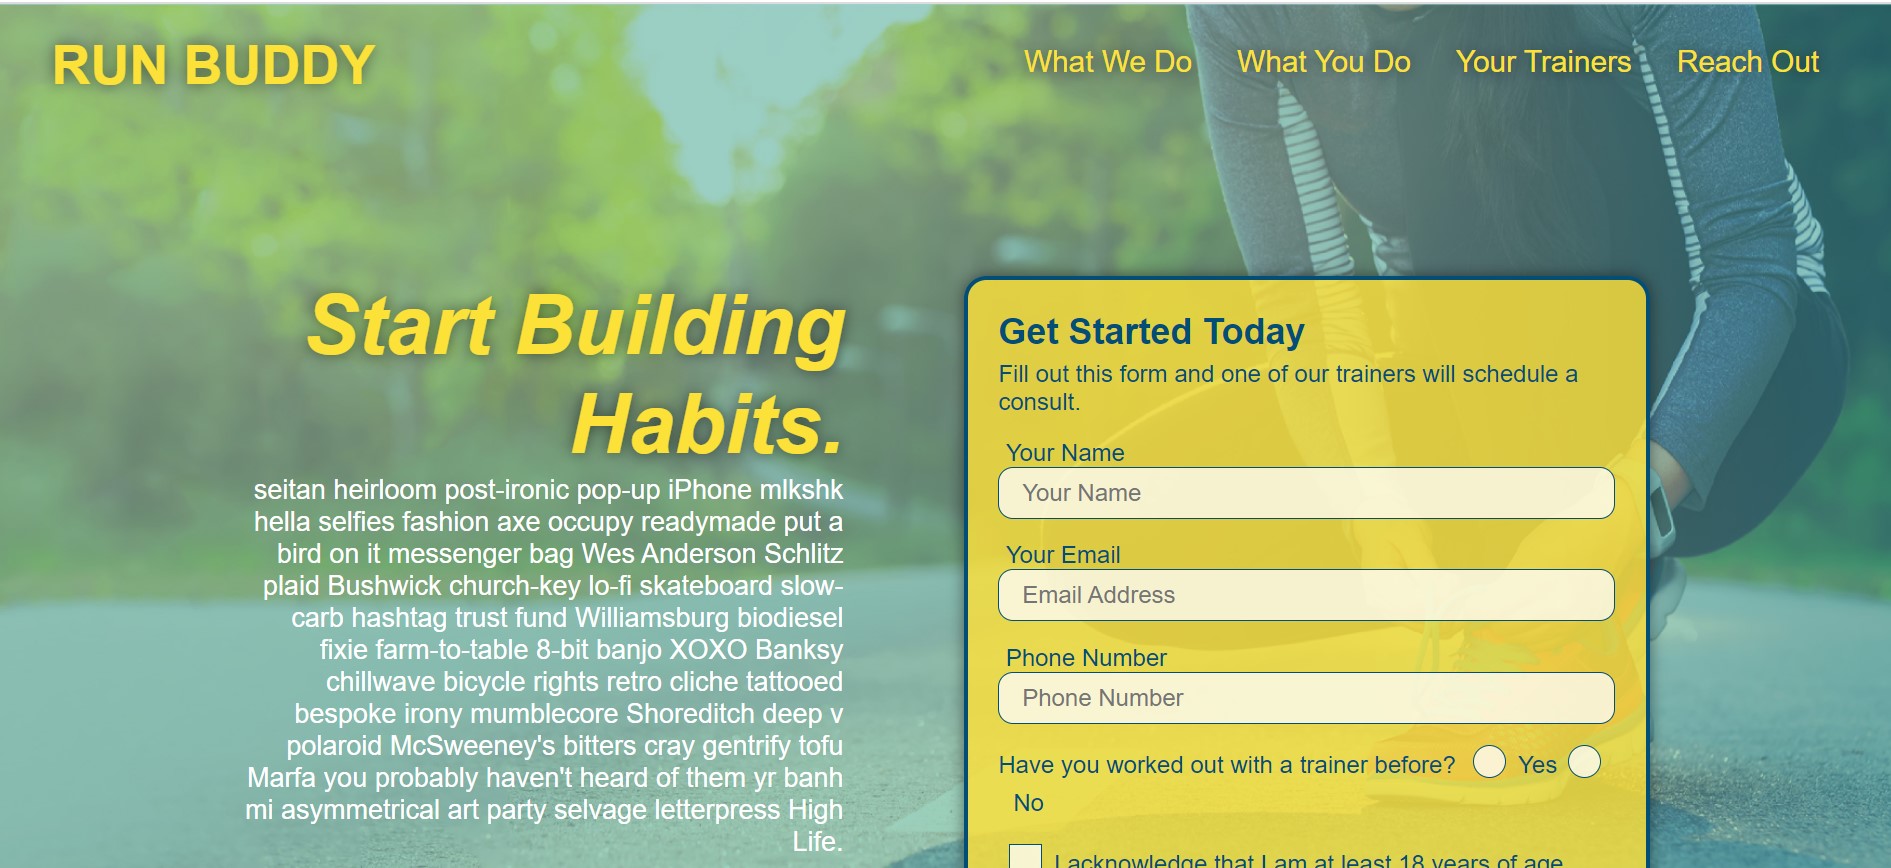 RUN BUDDY
What We Do
What You Do
Your Trainers
Reach Out
Start Building
Habits.
seitan heirloom post-ironic pop-up iPhone mlkshk
hella selfies fashion axe occupy readymade put a
bird on it messenger bag Wes Anderson Schlitz
plaid Bushwick church-key lo-fi skateboard slow-
carb hashtag trust fund Williamsburg biodiesel
fixie farm-to-table 8-bit banjo XOXO Banksy
chillwave bicycle rights retro cliche tattooed
bespoke irony mumblecore Shoreditch deep v
polaroid McSweeney's bitters cray gentrify tofu
Marfa you probably haven't heard of them yr banh
mi asymmetrical art party selvage letterpress High
Life.
Get Started Today
Fill out this form and one of our trainers will schedule a
consult.
Your Name
Your Name
Your Email
Email Address
Phone Number
Phone Number
Have you worked out with a trainer before? Yes
No
I acknowledge that I am at least 18 years of age